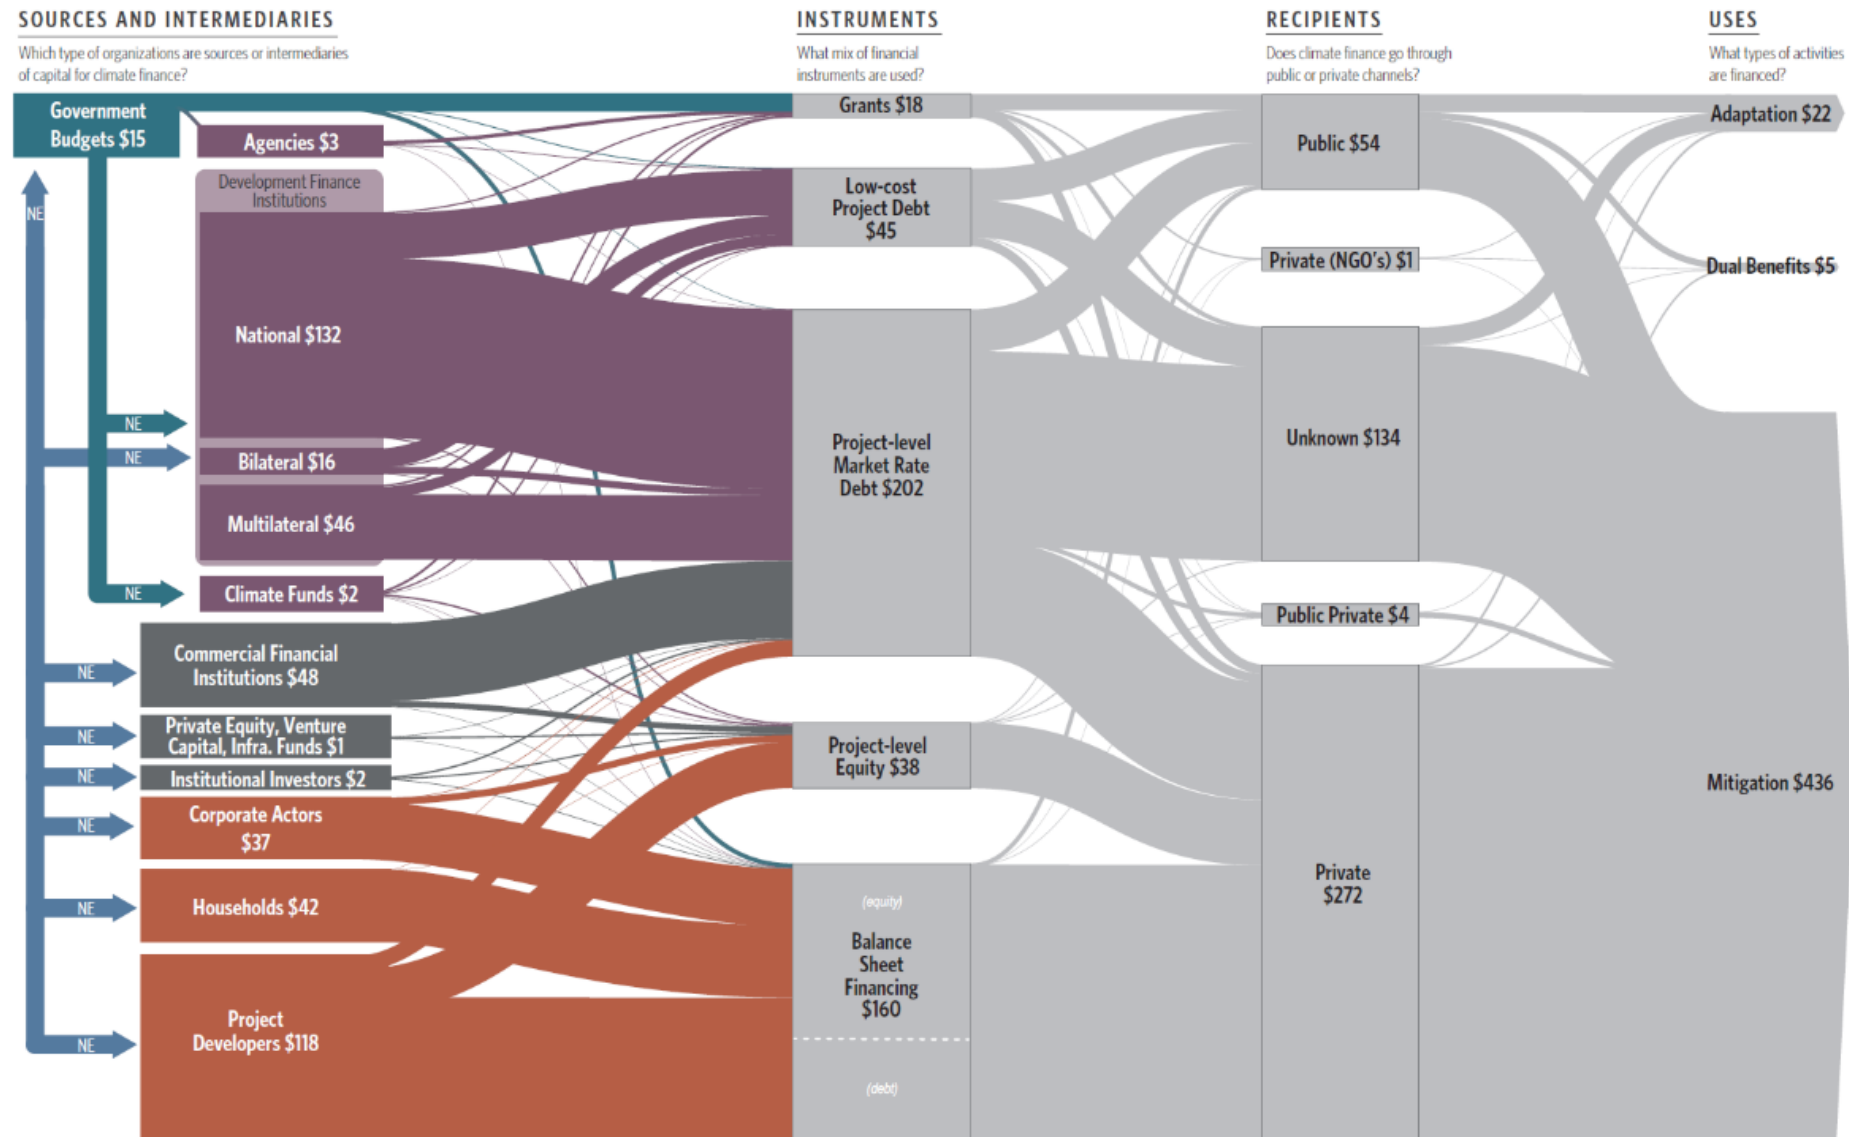 SOURCES AND INTERMEDIARIES
Which type of organizations are sources or intermediaries
of capital for climate finance?
Government
Budgets $15
NE
Agencies $3
Development Finance
Institutions
National $132
NE
NE
Bilateral $16
Multilateral $46
NE
Climate Funds $2
NE
Commercial Financial
Institutions $48
NE
Private Equity, Venture
Capital, Infra. Funds $1
NE
Institutional Investors $2
NE
Corporate Actors
$37
NE
Households $42
NE
Project
Developers $118
INSTRUMENTS
What mix of financial
instruments are used?
Grants $18
Low-cost
Project Debt
$45
Project-level
Market Rate
Debt $202
Project-level
Equity $38
(equity)
Balance
Sheet
Financing
$160
(debt)
RECIPIENTS
Does climate finance go through
public or private channels?
Public $54
Private (NGO's) $1
Unknown $134
Public Private $4
Private
$272
USES
What types of activities
are financed?
Adaptation $22
Dual Benefits $5
Mitigation $436